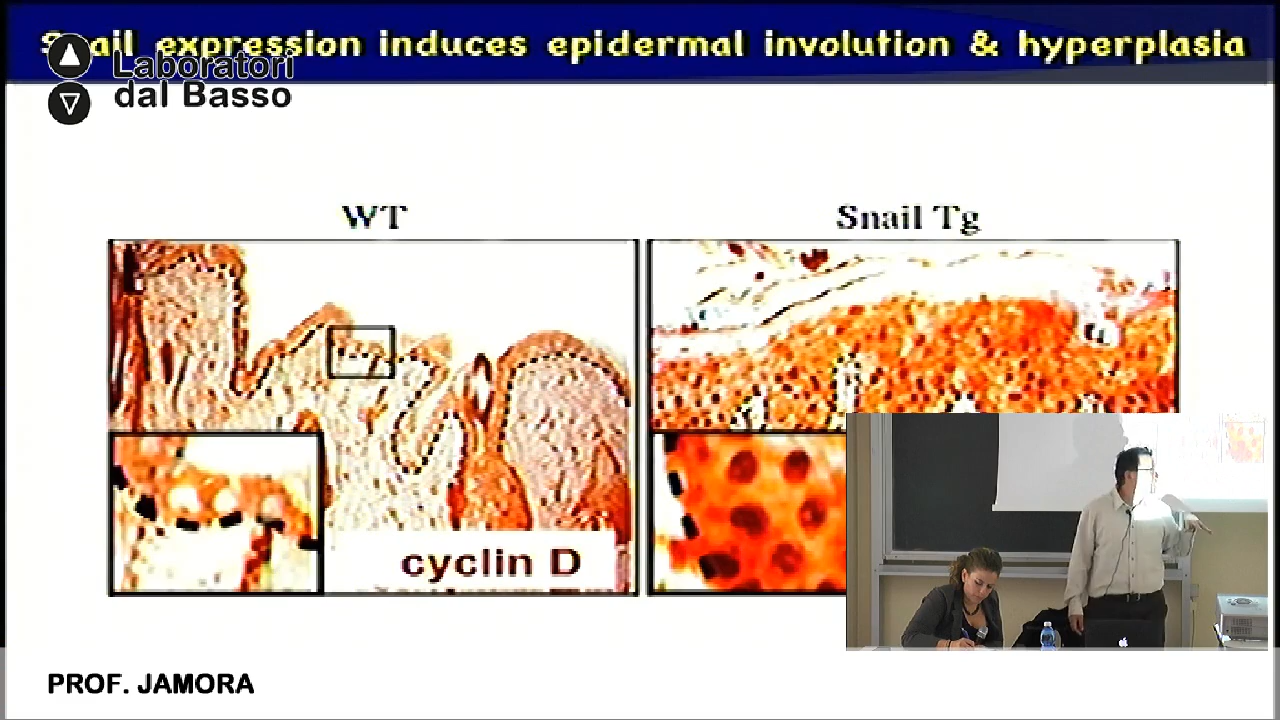 Snail expression induces epidermal involution & hyperplasia
Laboratori
dal Basso
WT
Snail Tg
cyclin D
PROF. JAMORA